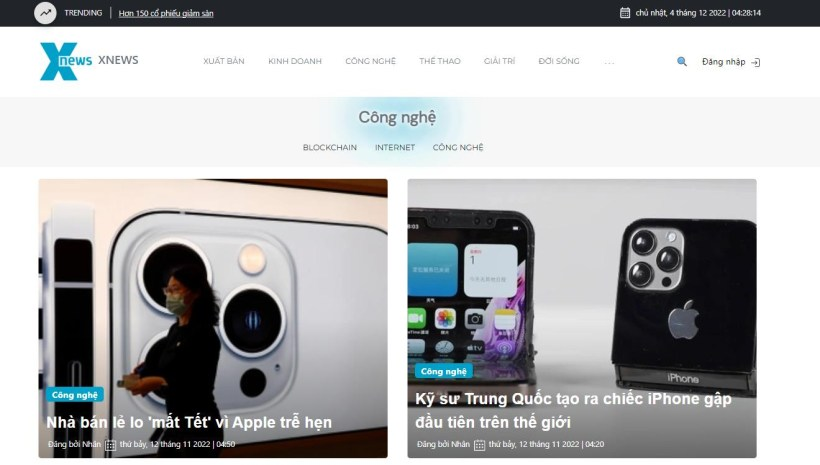 TRENDING | Hơn 150 cổ phiếu giảm sàn
chủ nhật, 4 tháng 12 2022 | 04:28:14
Xnews XNEWS
XUẤT BẢN KINH DOANH CÔNG NGHỆ THỂ THAO GIẢI TRÍ ĐỜI SỐNG ...
Đăng nhập
Công nghệ
BLOCKCHAIN INTERNET CÔNG NGHỆ
Công nghệ
Nhà bán lẻ lo 'mất Tết' vì Apple trễ hẹn
Đăng bởi Nhân thứ bảy, 12 tháng 11 2022 | 04:50
1
iPhone
Công nghệ
Kỹ sư Trung Quốc tạo ra chiếc iPhone gập
đầu tiên trên thế giới
Đăng bởi Nhân thứ bảy, 12 tháng 11 2022 | 04:20